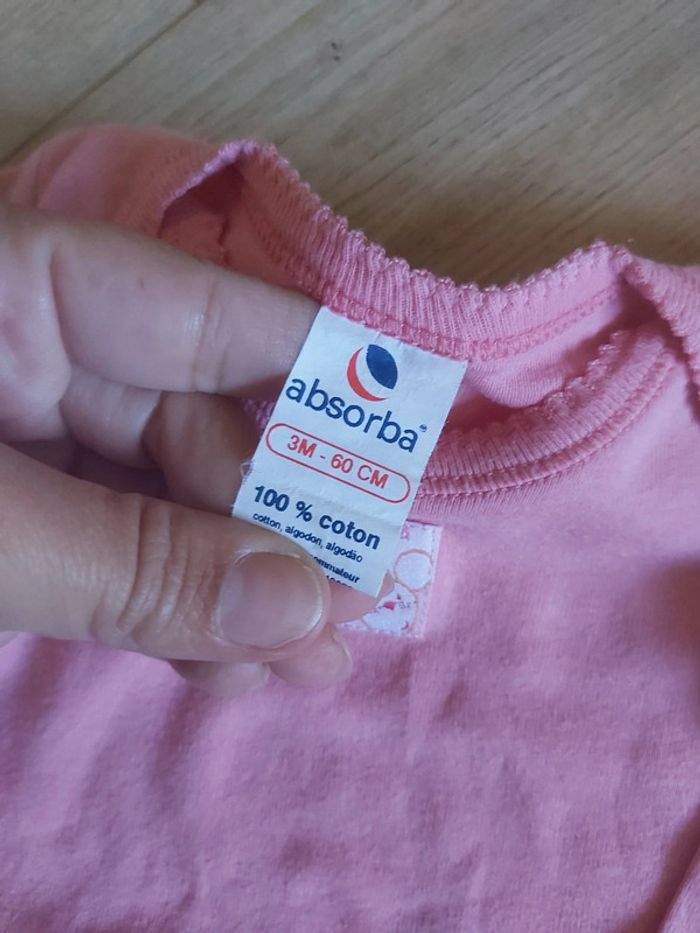 absorba®
3M - 60 CM
100 % coton
cotton, algodon, algodão